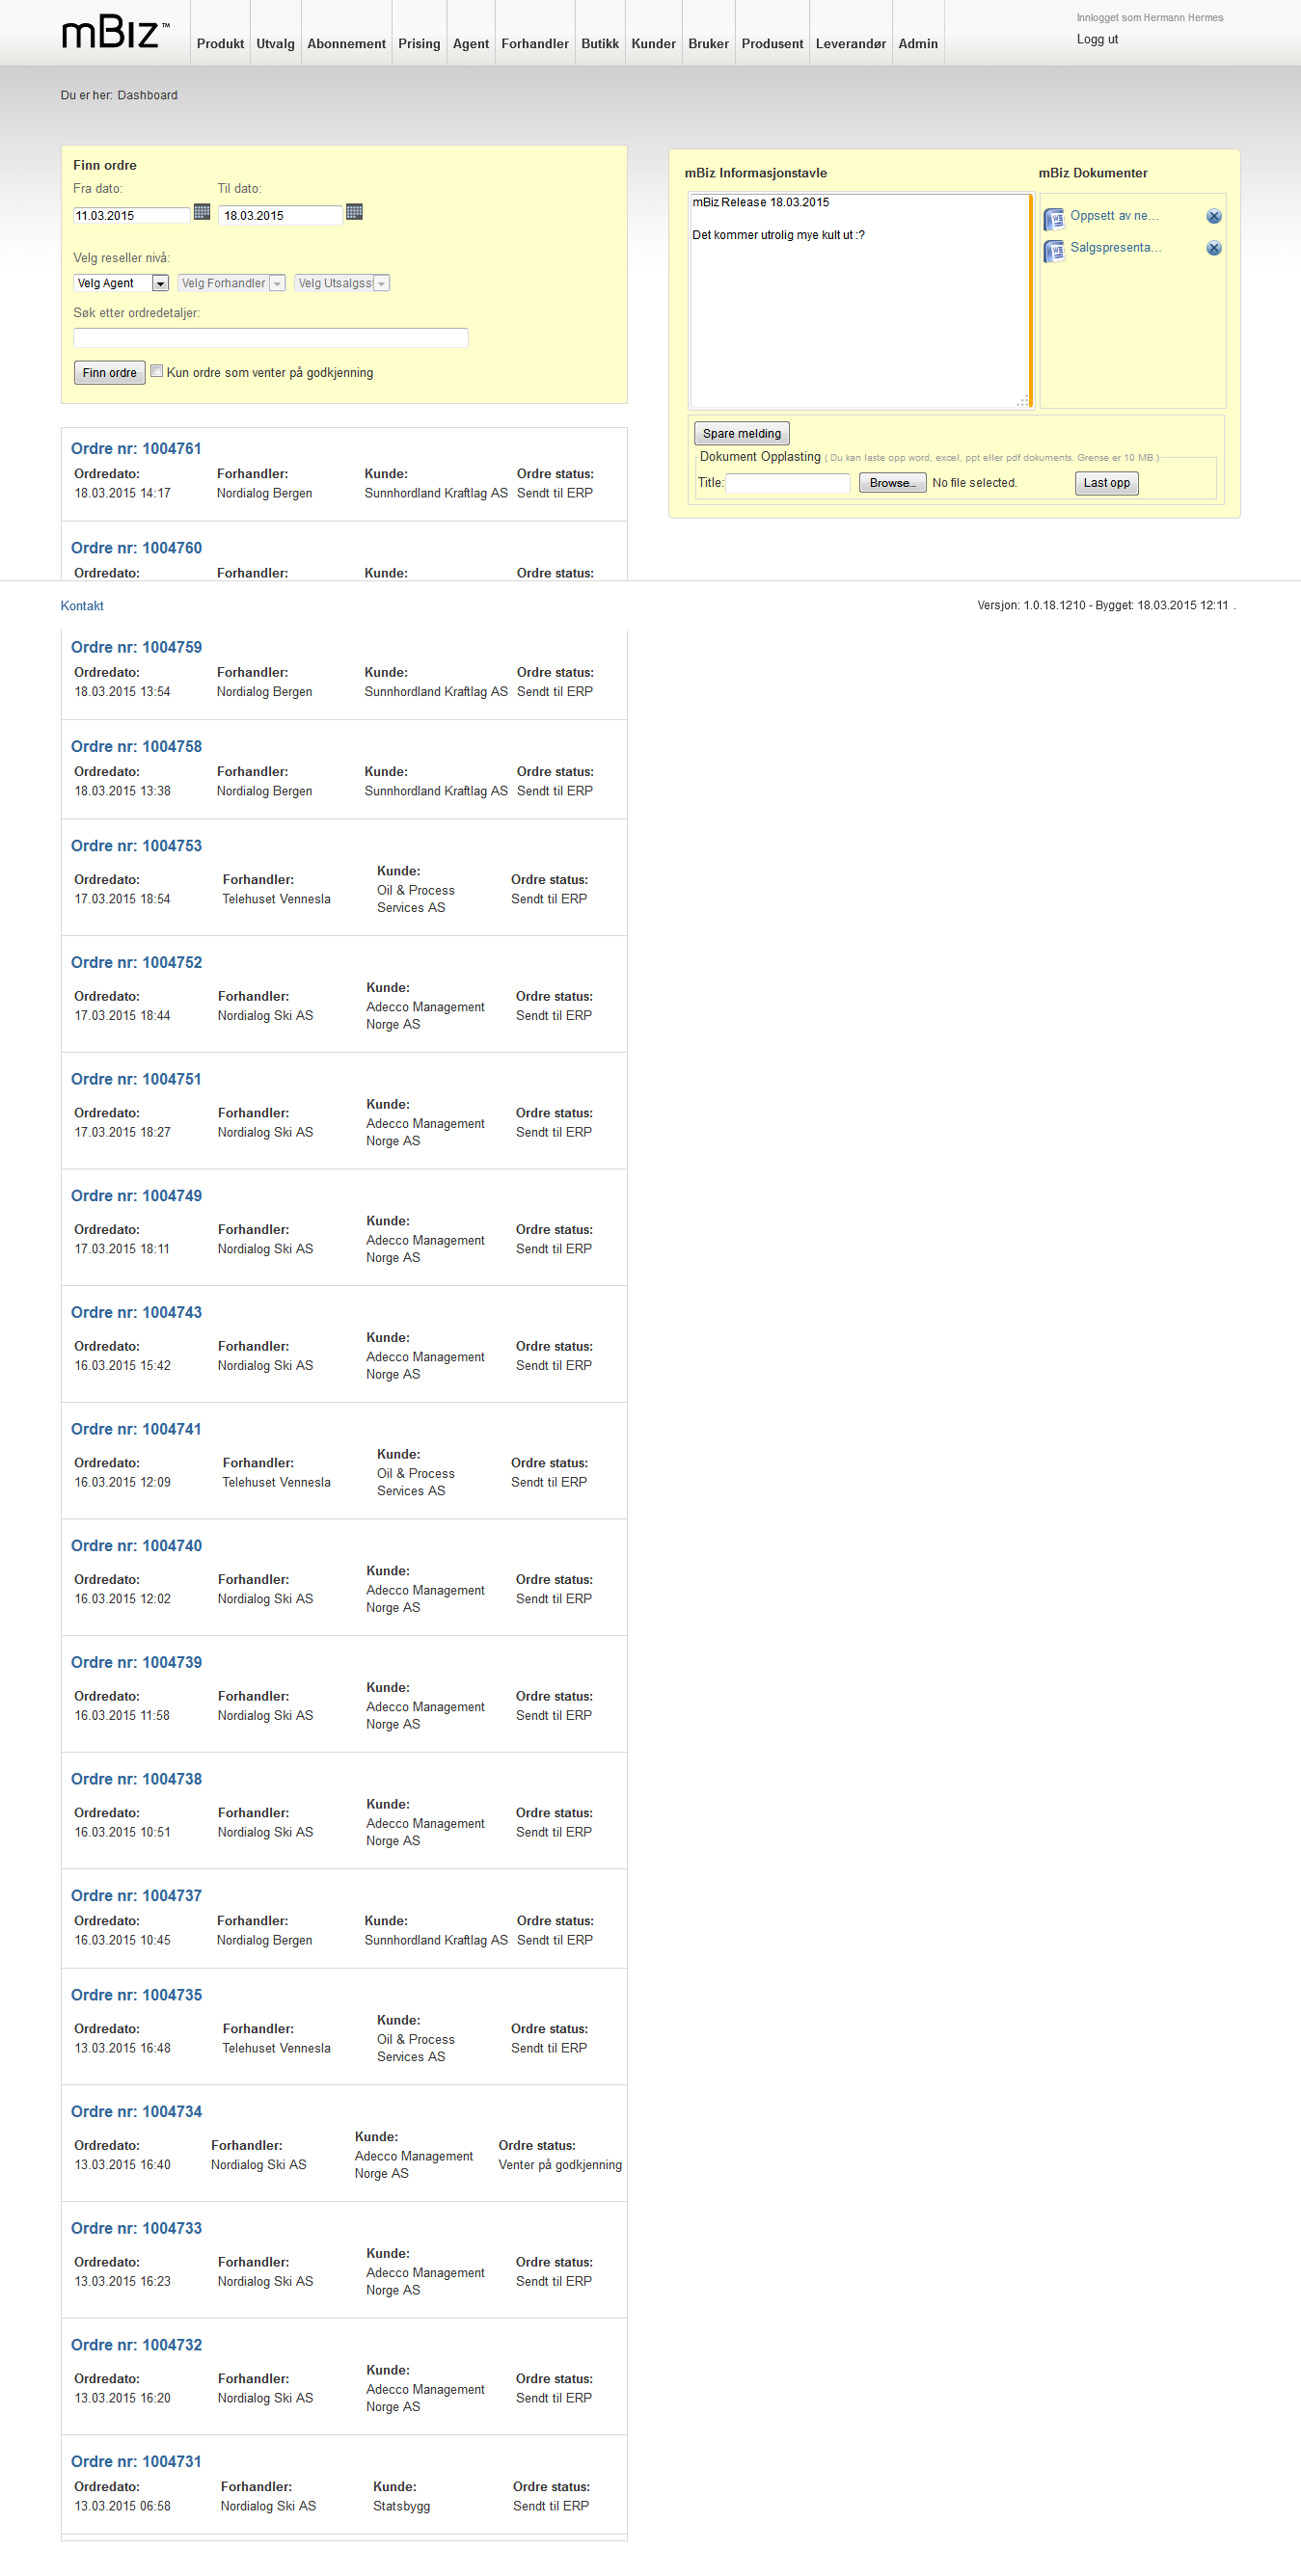 mBiz™
Produkt Utvalg Abonnement Prising Agent Forhandler Butikk Kunder Bruker Produsent Leverandør Admin
Innlogget som Hermann Hermes
Logg ut
Du er her: Dashboard
Finn ordre
Fra dato: Til dato:
11.03.2015 18.03.2015
Velg reseller nivå:
Velg Agent Velg Forhandler Velg Utsalgss
Søk etter ordredetaljer:
Finn ordre Kun ordre som venter på godkjenning
mBiz Informasjonstavle
mBiz Release 18.03.2015
Det kommer utrolig mye kult ut :?
mBiz Dokumenter
Oppsett av ne...
Salgspresenta...
Spare melding
Dokument Opplasting ( Du kan laste opp word, excel, ppt eller pdf dokuments. Grense er 10 MB.)
Title: Browse... No file selected. Last opp
Ordre nr: 1004761
Ordredato: Forhandler: Kunde: Ordre status:
18.03.2015 14:17 Nordialog Bergen Sunnhordland Kraftlag AS Sendt til ERP
Ordre nr: 1004760
Ordredato: Forhandler: Kunde: Ordre status:
Kontakt Versjon: 1.0.18.1210 - Bygget: 18.03.2015 12:11 .
Ordre nr: 1004759
Ordredato: Forhandler: Kunde: Ordre status:
18.03.2015 13:54 Nordialog Bergen Sunnhordland Kraftlag AS Sendt til ERP
Ordre nr: 1004758
Ordredato: Forhandler: Kunde: Ordre status:
18.03.2015 13:38 Nordialog Bergen Sunnhordland Kraftlag AS Sendt til ERP
Ordre nr: 1004753
Ordredato: Forhandler: Kunde: Ordre status:
17.03.2015 18:54 Telehuset Vennesla Oil & Process Sendt til ERP
Services AS
Ordre nr: 1004752
Ordredato: Forhandler: Kunde: Ordre status:
17.03.2015 18:44 Nordialog Ski AS Adecco Management Sendt til ERP
Norge AS
Ordre nr: 1004751
Ordredato: Forhandler: Kunde: Ordre status:
17.03.2015 18:27 Nordialog Ski AS Adecco Management Sendt til ERP
Norge AS
Ordre nr: 1004749
Ordredato: Forhandler: Kunde: Ordre status:
17.03.2015 18:11 Nordialog Ski AS Adecco Management Sendt til ERP
Norge AS
Ordre nr: 1004743
Ordredato: Forhandler: Kunde: Ordre status:
16.03.2015 15:42 Nordialog Ski AS Adecco Management Sendt til ERP
Norge AS
Ordre nr: 1004741
Ordredato: Forhandler: Kunde: Ordre status:
16.03.2015 12:09 Telehuset Vennesla Oil & Process Sendt til ERP
Services AS
Ordre nr: 1004740
Ordredato: Forhandler: Kunde: Ordre status:
16.03.2015 12:02 Nordialog Ski AS Adecco Management Sendt til ERP
Norge AS
Ordre nr: 1004739
Ordredato: Forhandler: Kunde: Ordre status:
16.03.2015 11:58 Nordialog Ski AS Adecco Management Sendt til ERP
Norge AS
Ordre nr: 1004738
Ordredato: Forhandler: Kunde: Ordre status:
16.03.2015 10:51 Nordialog Ski AS Adecco Management Sendt til ERP
Norge AS
Ordre nr: 1004737
Ordredato: Forhandler: Kunde: Ordre status:
16.03.2015 10:45 Nordialog Bergen Sunnhordland Kraftlag AS Sendt til ERP
Ordre nr: 1004735
Ordredato: Forhandler: Kunde: Ordre status:
13.03.2015 16:48 Telehuset Vennesla Oil & Process Sendt til ERP
Services AS
Ordre nr: 1004734
Ordredato: Forhandler: Kunde: Ordre status:
13.03.2015 16:40 Nordialog Ski AS Adecco Management Venter på godkjenning
Norge AS
Ordre nr: 1004733
Ordredato: Forhandler: Kunde: Ordre status:
13.03.2015 16:23 Nordialog Ski AS Adecco Management Sendt til ERP
Norge AS
Ordre nr: 1004732
Ordredato: Forhandler: Kunde: Ordre status:
13.03.2015 16:20 Nordialog Ski AS Adecco Management Sendt til ERP
Norge AS
Ordre nr: 1004731
Ordredato: Forhandler: Kunde: Ordre status:
13.03.2015 06:58 Nordialog Ski AS Statsbygg Sendt til ERP